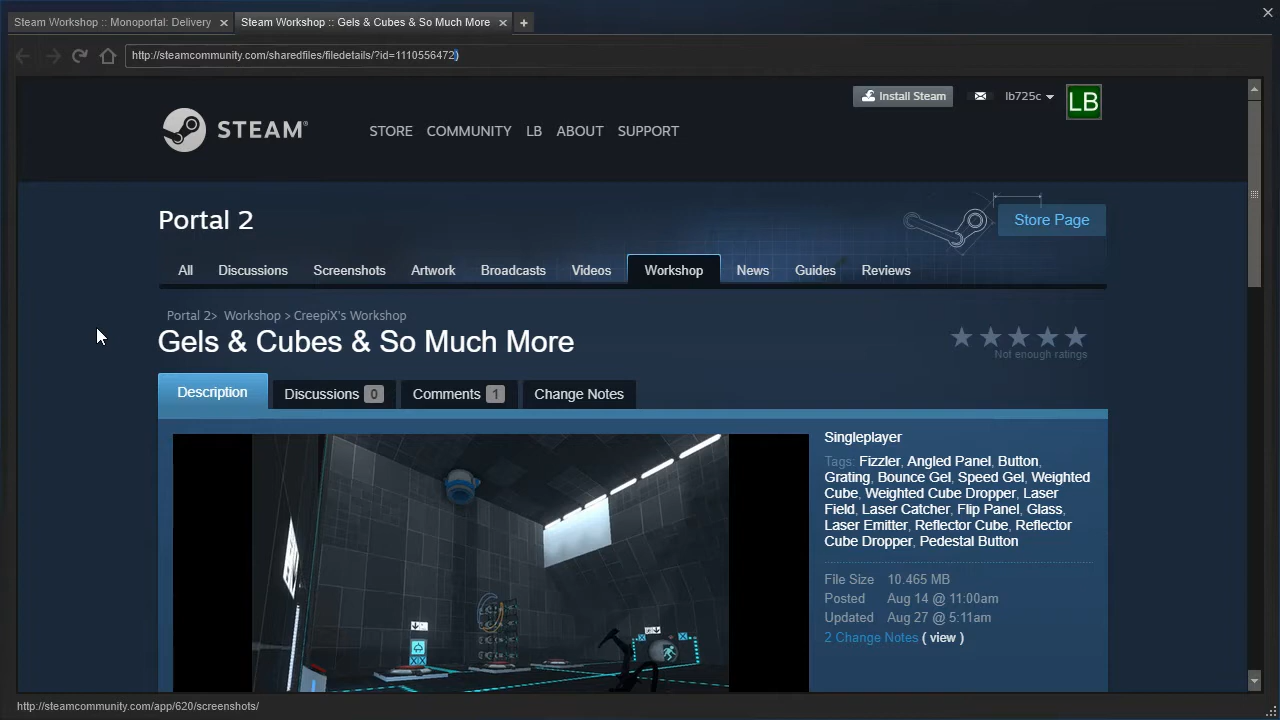 Steam Workshop :: Monoportal: Delivery
Steam Workshop :: Gels & Cubes & So Much More
http://steamcommunity.com/sharedfiles/filedetails/?id=1110556472)
Install Steam
lb725c
LB
STEAM®
STORE COMMUNITY LB ABOUT SUPPORT
Portal 2
Store Page
All Discussions Screenshots Artwork Broadcasts Videos Workshop News Guides Reviews
Portal 2> Workshop > CreepiX's Workshop
Gels & Cubes & So Much More
Not enough ratings
Description Discussions 0 Comments 1 Change Notes
Singleplayer
Tags: Fizzler, Angled Panel, Button,
Grating, Bounce Gel, Speed Gel, Weighted
Cube, Weighted Cube Dropper, Laser
Field, Laser Catcher, Flip Panel, Glass,
Laser Emitter, Reflector Cube, Reflector
Cube Dropper, Pedestal Button
File Size 10.465 MB
Posted Aug 14 @ 11:00am
Updated Aug 27 @ 5:11am
2 Change Notes ( view )
http://steamcommunity.com/app/620/screenshots/